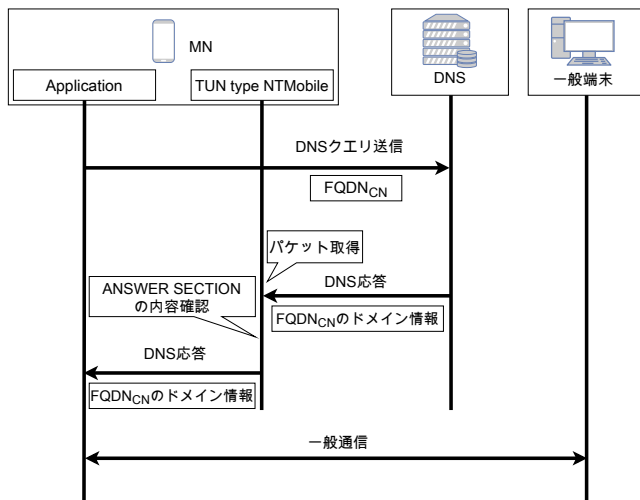 MN
Application
TUN type NTMobile
DNS
一般端末
DNSクエリ送信
FQDNCN
パケット取得
DNS応答
FQDNCNのドメイン情報
ANSWER SECTION
の内容確認
DNS応答
FQDNCNのドメイン情報
一般通信